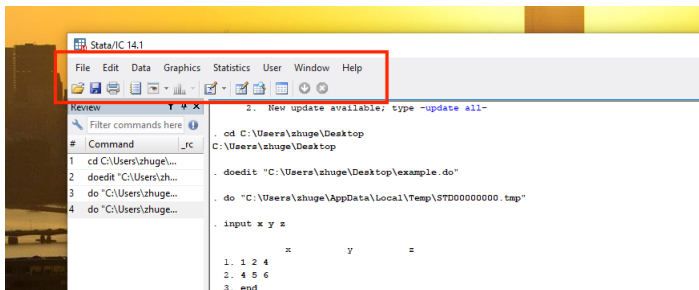 Stata/IC 14.1
File Edit Data Graphics Statistics User Window Help
Review T X
Filter commands here
# Command _rc
1 cd C:\Users\zhuge\...
2 doedit "C:\Users\zh...
3 do "C:\Users\zhuge...
4 do "C:\Users\zhuge...
2. New update available; type -update all-
. cd C:\Users\zhuge\Desktop
C:\Users\zhuge\Desktop
. doedit "C:\Users\zhuge\Desktop\example.do"
. do "C:\Users\zhuge\AppData\Local\Temp\STD00000000.tmp"
. input x y z
x y z
1. 1 2 4
2. 4 5 6
3. end